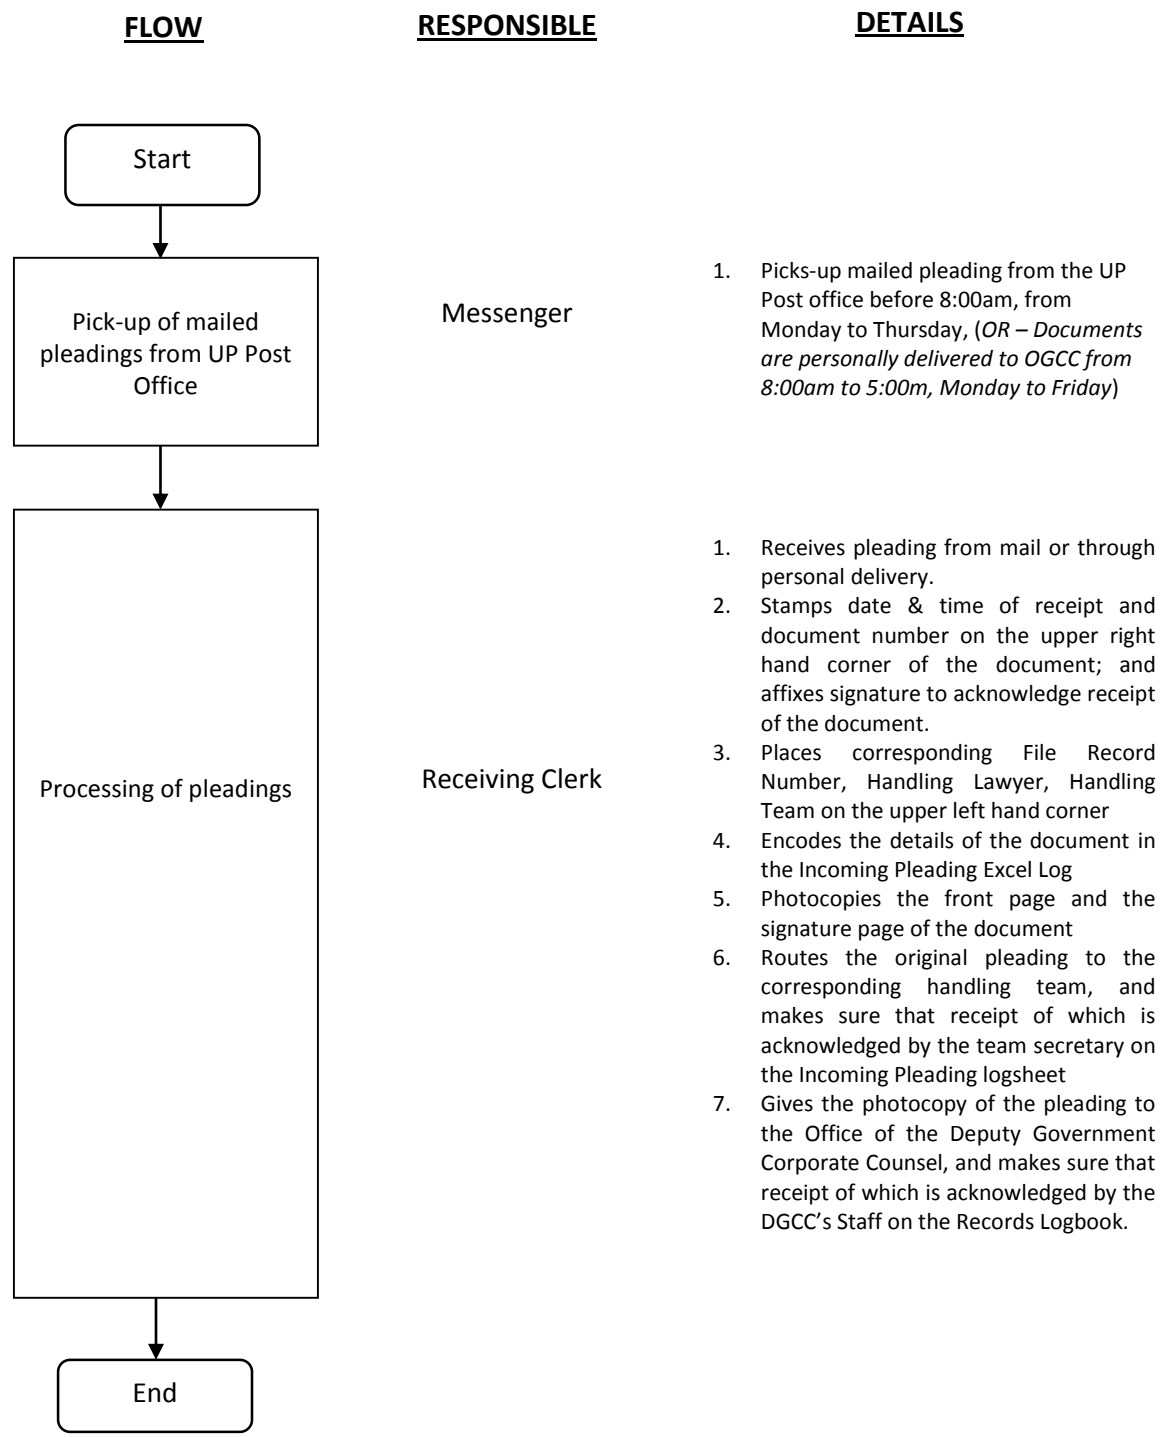 FLOW
RESPONSIBLE
DETAILS
Start
Pick-up of mailed
pleadings from UP Post
Office
Messenger
1. Picks-up mailed pleading from the UP
Post office before 8:00am, from
Monday to Thursday, (OR – Documents
are personally delivered to OGCC from
8:00am to 5:00m, Monday to Friday)
Processing of pleadings
Receiving Clerk
1. Receives pleading from mail or through
personal delivery.
2. Stamps date & time of receipt and
document number on the upper right
hand corner of the document; and
affixes signature to acknowledge receipt
of the document.
3. Places corresponding File Record
Number, Handling Lawyer, Handling
Team on the upper left hand corner
4. Encodes the details of the document in
the Incoming Pleading Excel Log
5. Photocopies the front page and the
signature page of the document
6. Routes the original pleading to the
corresponding handling team, and
makes sure that receipt of which is
acknowledged by the team secretary on
the Incoming Pleading logsheet
7. Gives the photocopy of the pleading to
the Office of the Deputy Government
Corporate Counsel, and makes sure that
receipt of which is acknowledged by the
DGCC’s Staff on the Records Logbook.
End